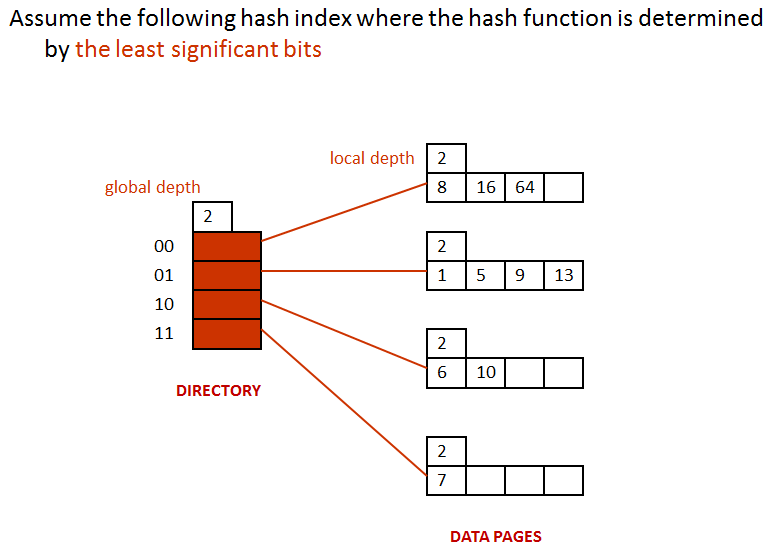 Assume the following hash index where the hash function is determined
by the least significant bits
local depth
2
8 16 64
global depth
2
00
01
10
11
2
1 5 9 13
2
6 10
DIRECTORY
2
7
DATA PAGES